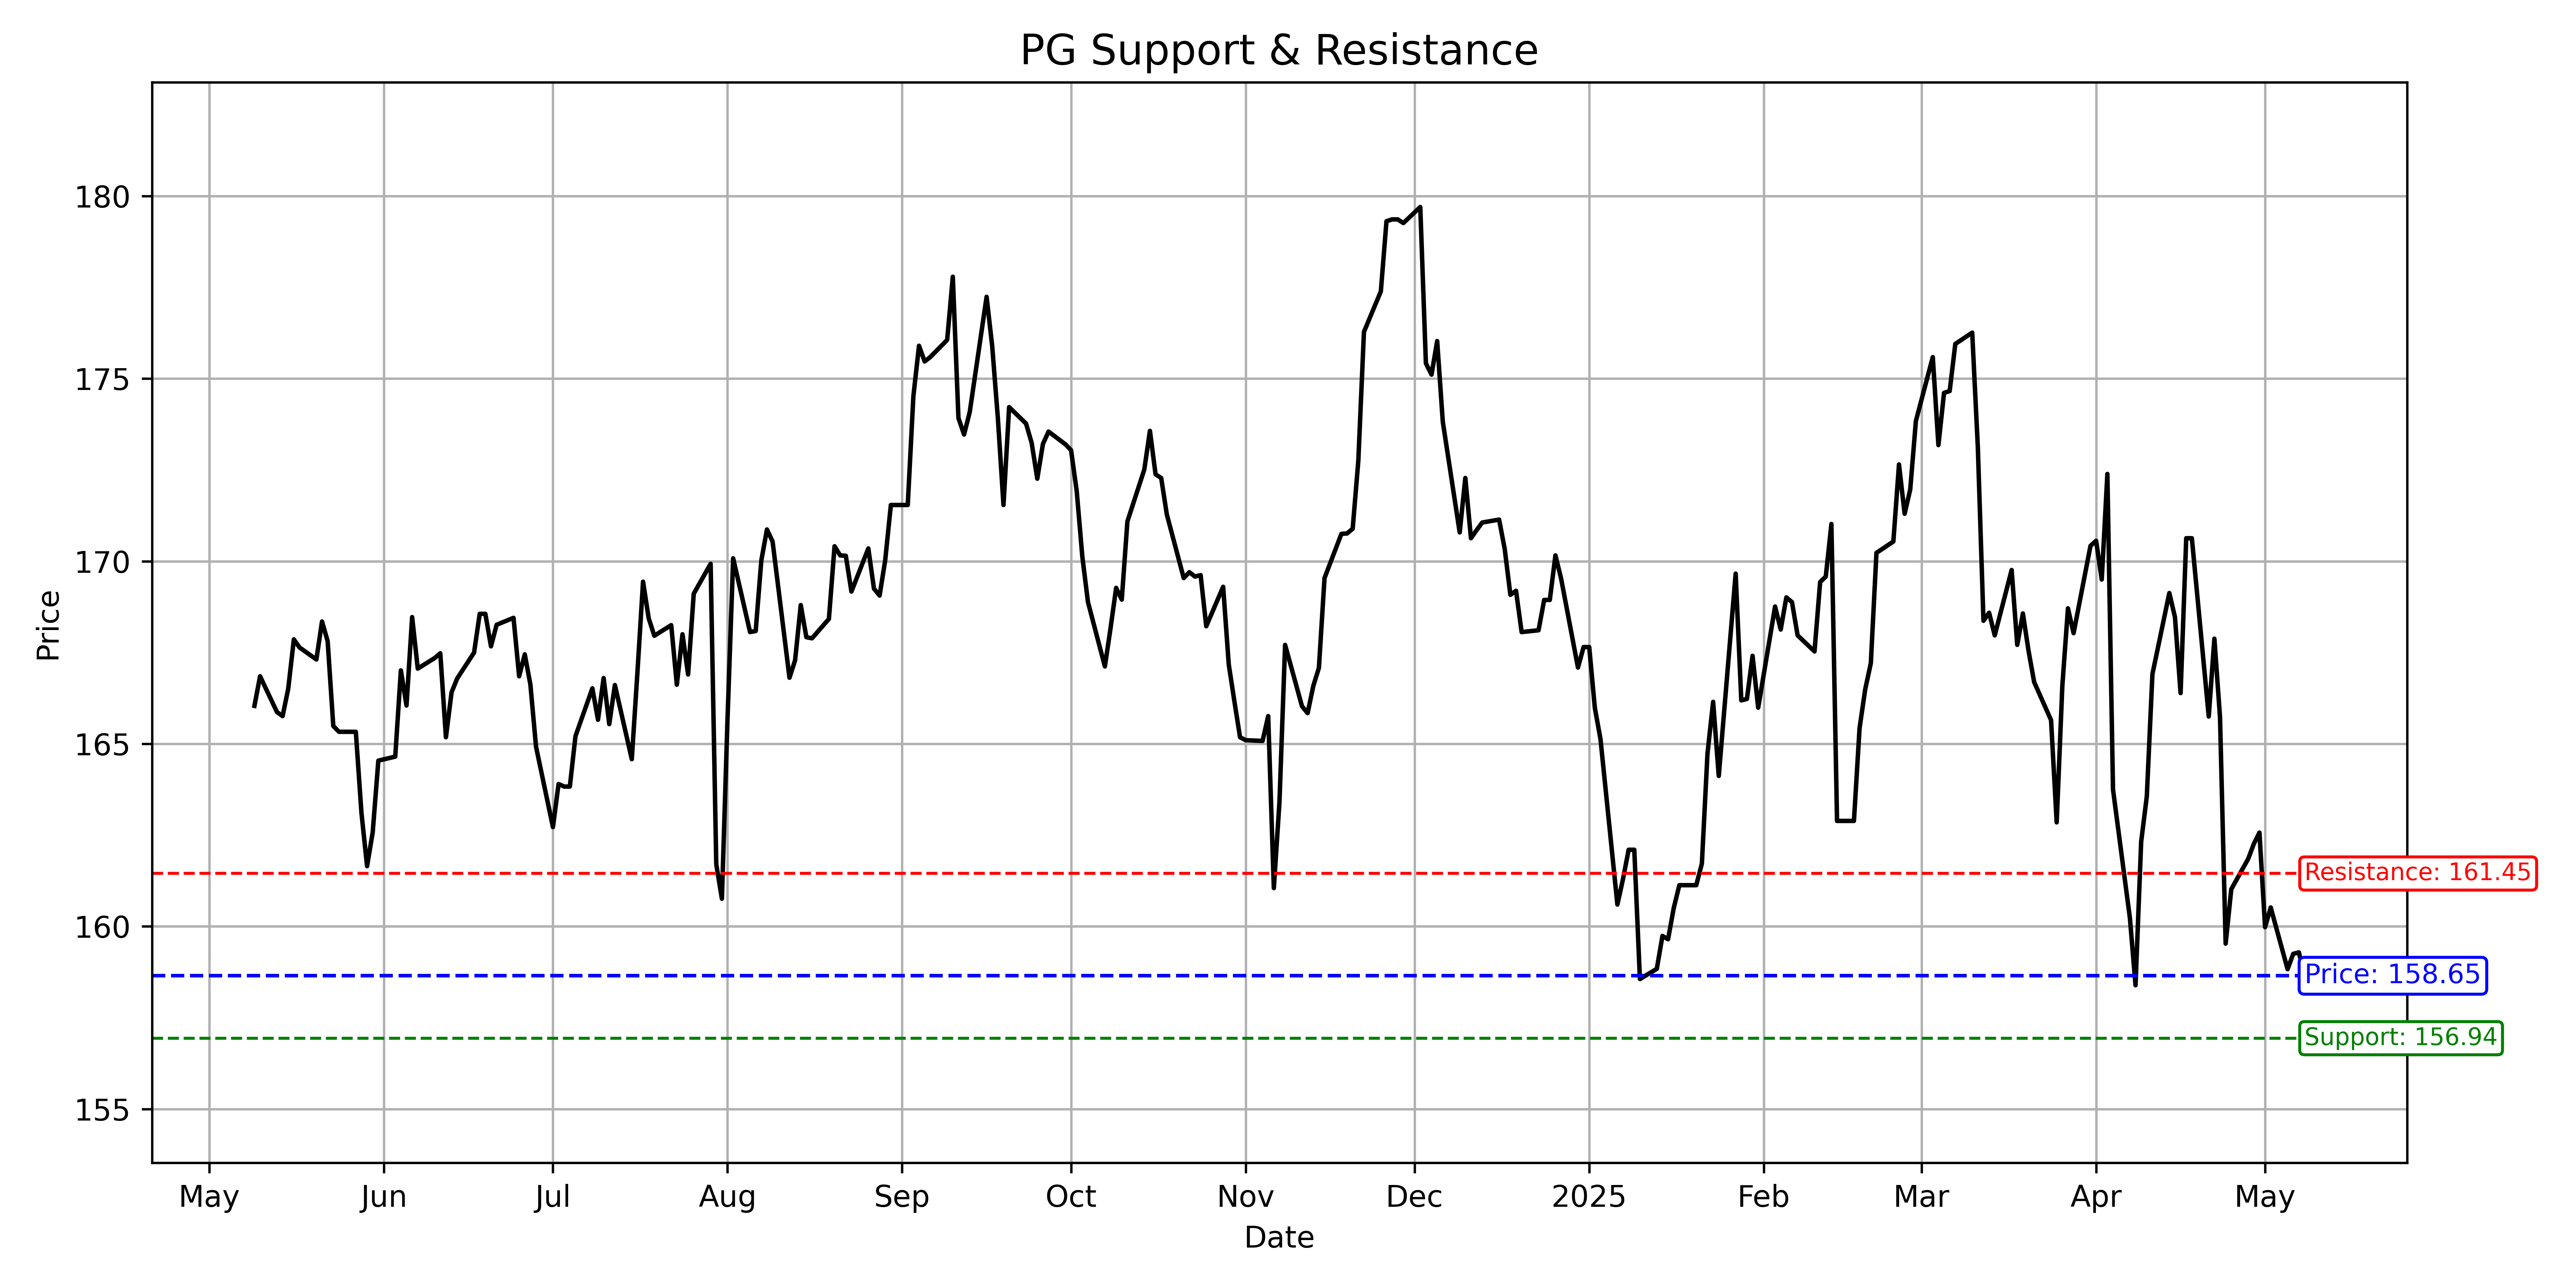 PG Support & Resistance
Price
180
175
170
165
160
155
Resistance: 161.45
Price: 158.65
Support: 156.94
May Jun Jul Aug Sep Oct Nov Dec 2025 Feb Mar Apr May
Date